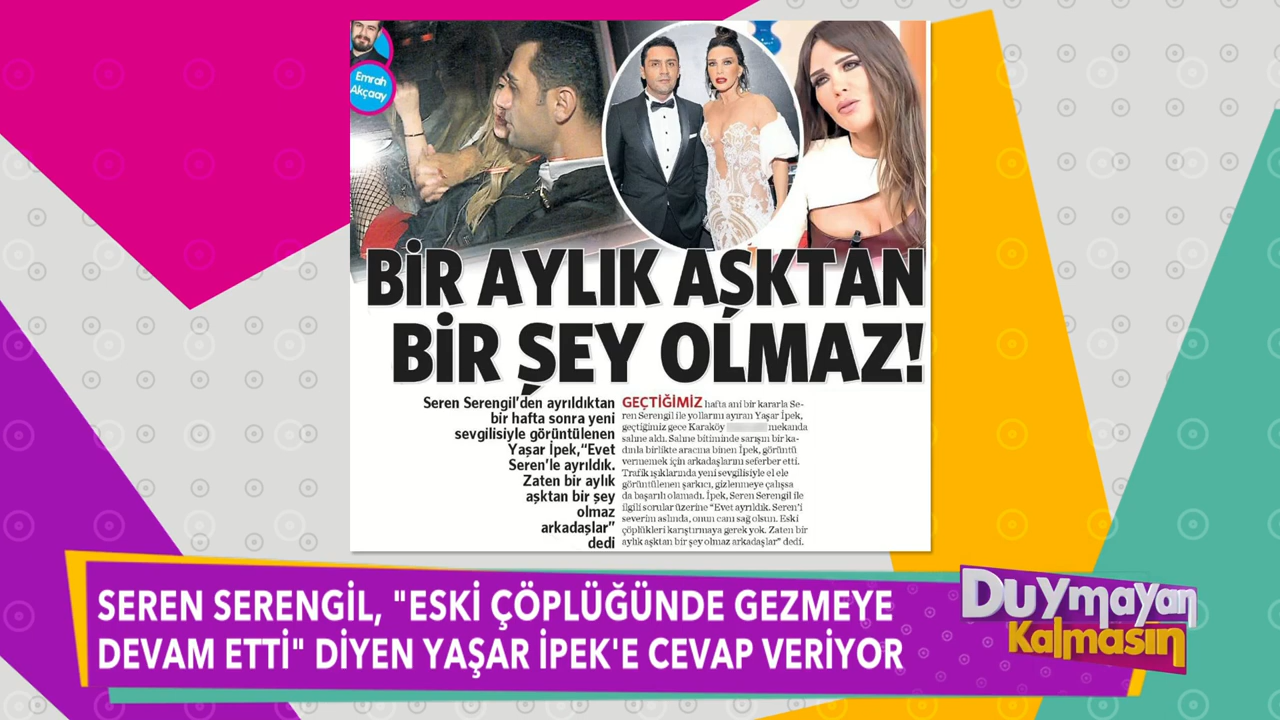 Emrah
Akçaay
BİR AYLIK AŞKTAN
BİR ŞEY OLMAZ!
Seren Serengil'den ayrıldıktan
bir hafta sonra yeni
sevgilisiyle görüntülenen
Yaşar İpek,"Evet
Seren'le ayrıldık.
Zaten bir aylık
aşktan bir şey
olmaz
arkadaşlar"
dedi
GEÇTİĞİMİZ hafta ani bir kararla Se-
ren Serengil ile yollarını ayıran Yaşar İpek,
geçtiğimiz gece Karaköy mekanda
sahne aldı. Sahne bitiminde sarışın bir ka-
dınla birlikte aracına binen İpek, görüntü
vermemek için arkadaşlarını seferber etti.
Trafik ışıklarında yeni sevgilisiyle el ele
görüntülenen şarkıcı, gizlenmeye çalışsa
da başarılı olamadı. İpek, Seren Serengil ile
ilgili sorular üzerine "Evet ayrıldık. Seren'i
severim aslında, onun canı sağ olsun. Eski
çöplükleri karıştırmaya gerek yok. Zaten bir
aylık aşktan bir şey olmaz arkadaşlar" dedi.
SEREN SERENGİL, "ESKİ ÇÖPLÜĞÜNDE GEZMEYE
DEVAM ETTİ" DİYEN YAŞAR İPEK'E CEVAP VERİYOR
Duymayan
Kalmasın